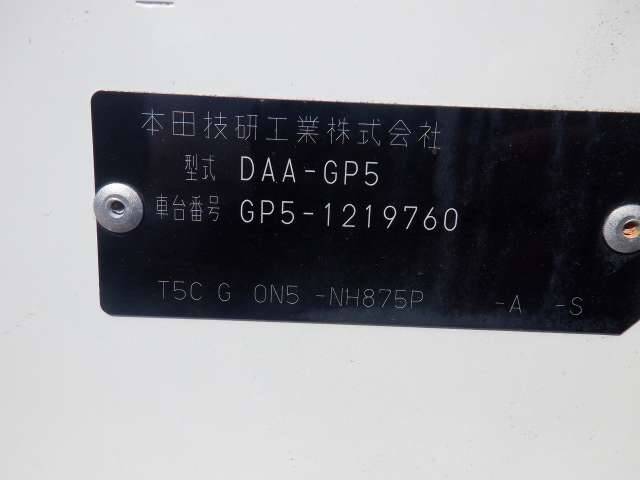 本田技研工業株式会社
型式 DAA-GP5
車台番号 GP5-1219760
T5C G ON5 -NH875P -A -S